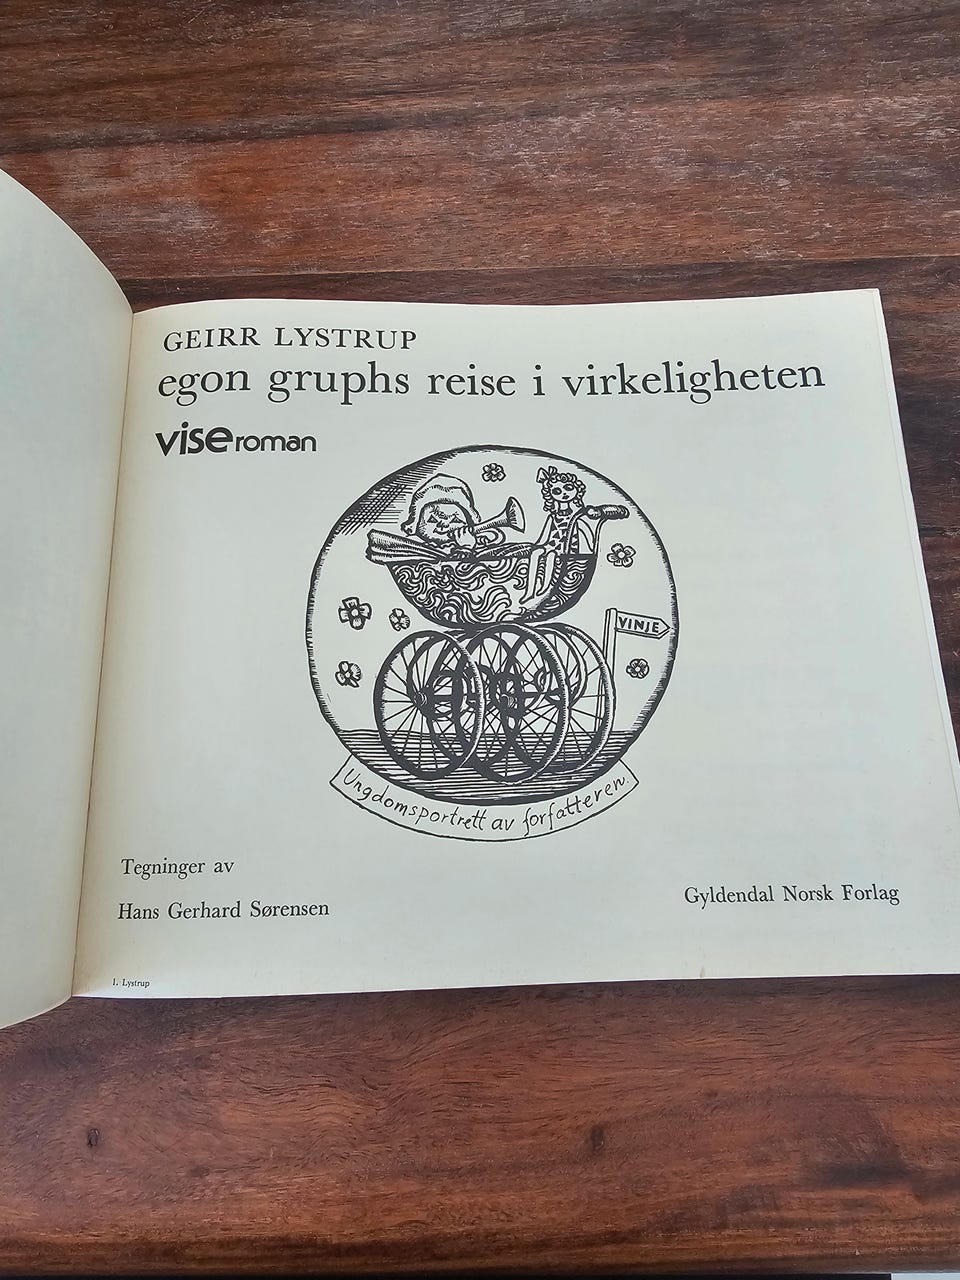 GEIRR LYSTRUP
egon gruphs reise i virkeligheten
viseroman
VINJE
Ungdomsportrett av forfatteren.
Tegninger av
Hans Gerhard Sørensen
Gyldendal Norsk Forlag
1. Lystrup